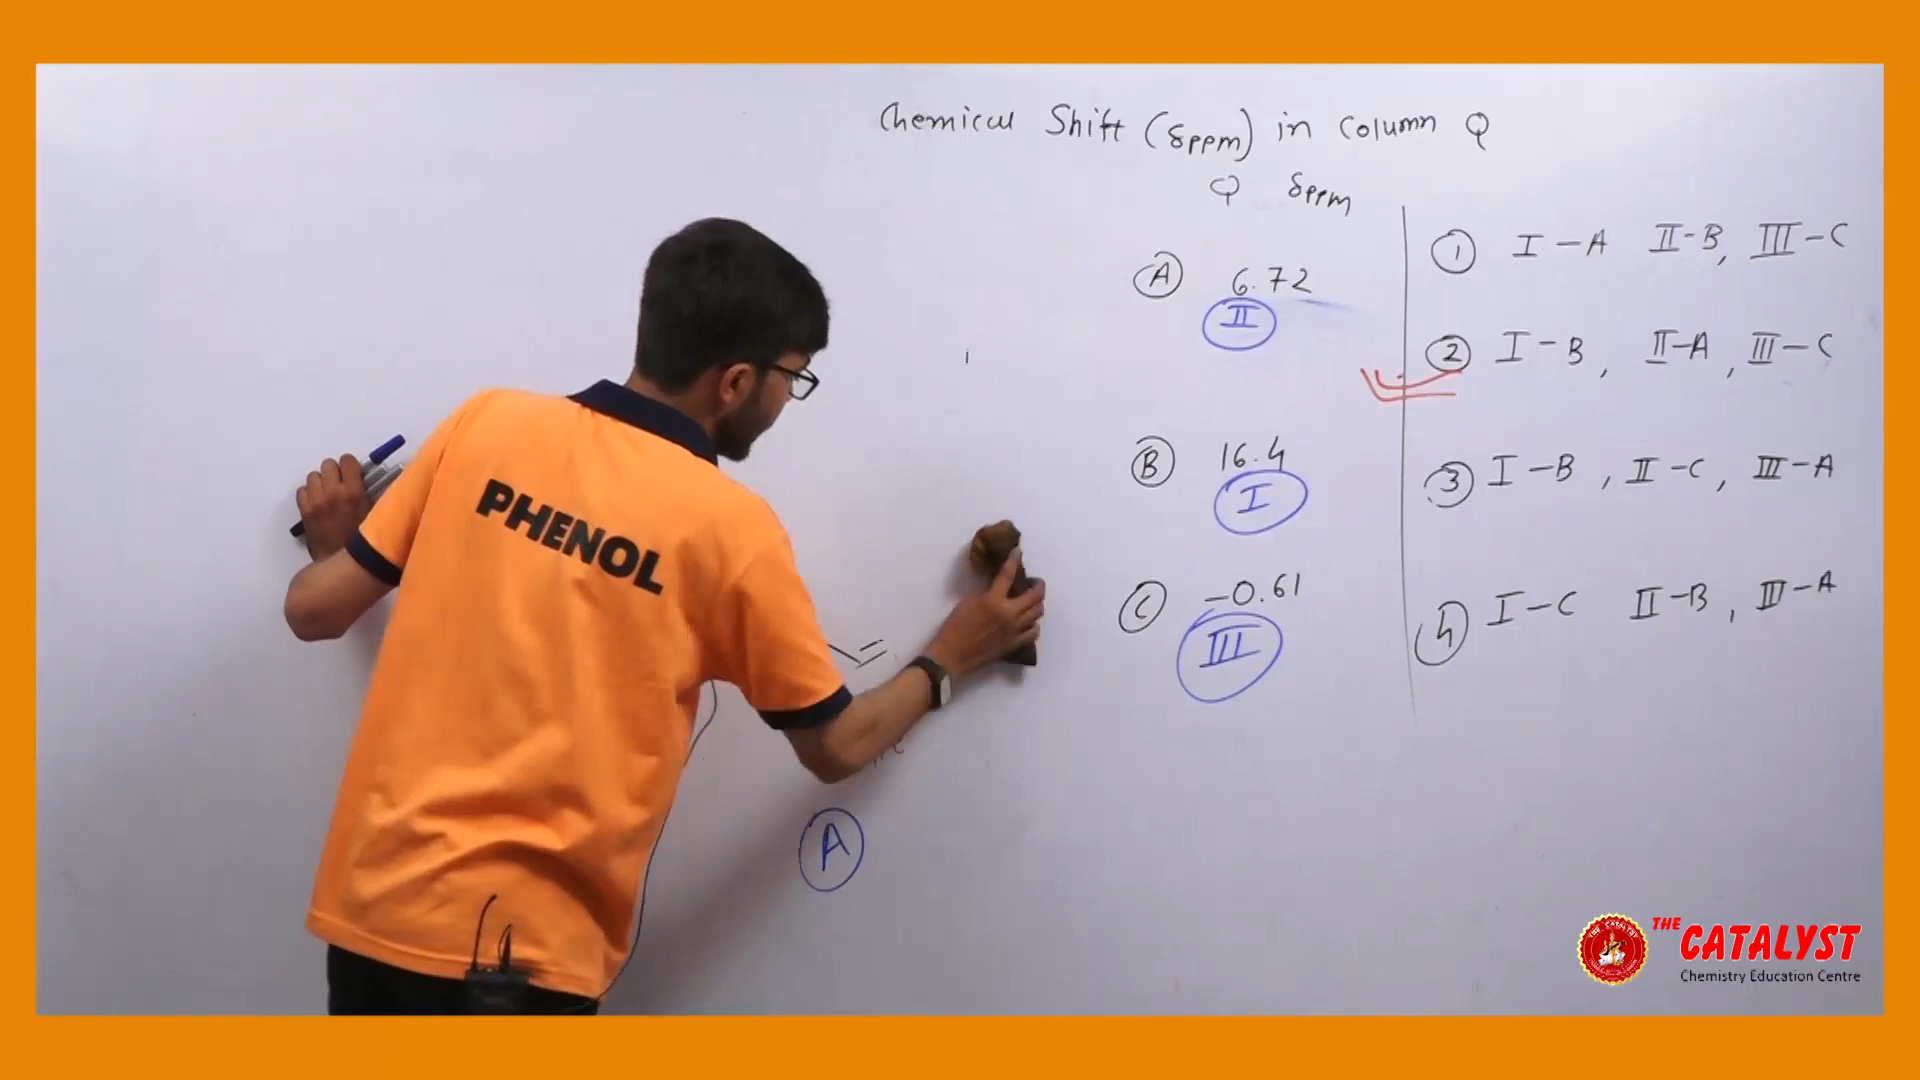 Chemical Shift (δppm) in Column Q
Q δppm
A 6.72
II
B 16.4
I
C -0.61
III
1 I-A II-B, III-C
2 I-B, II-A, III-C
3 I-B, II-C, III-A
4 I-C II-B, III-A
PHENOL
A
THE
CATALYST
Chemistry Education Centre